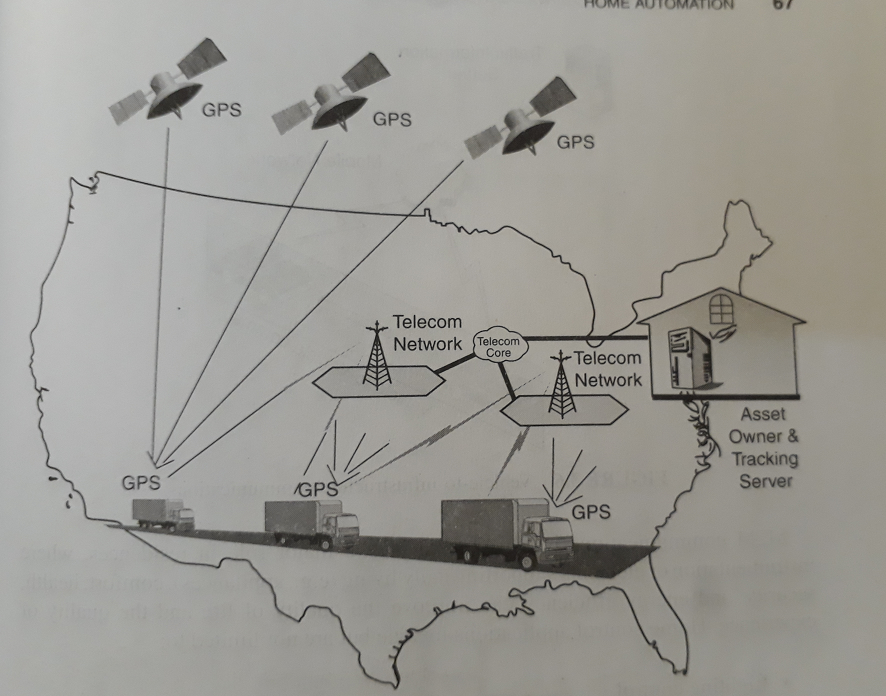 HOME AUTOMATION 67
GPS
GPS
GPS
Telecom
Network
Telecom
Core
Telecom
Network
Asset
Owner &
Tracking
Server
GPS
GPS
GPS